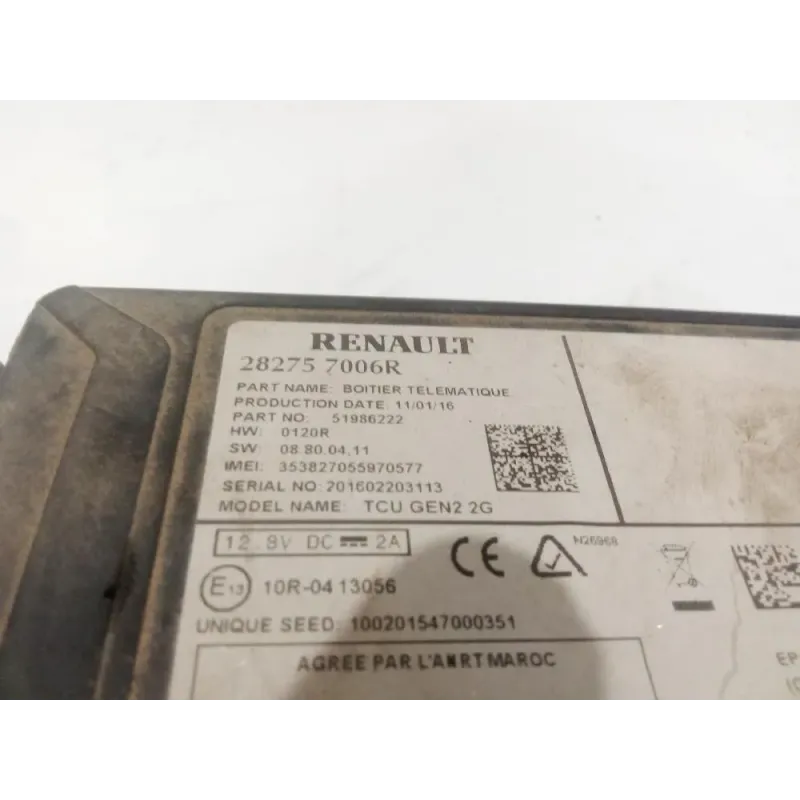 RENAULT
28275 7006R
PART NAME: BOITIER TELEMATIQUE
PRODUCTION DATE: 11/01/16
PART NO: 51986222
HW: 0120R
SW: 08.80.04.11
IMEI: 353827055970577
SERIAL NO: 201602203113
MODEL NAME: TCU GEN2 2G
12.8V DC 2A
CE
N26968
E13 10R-04 13056
UNIQUE SEED: 100201547000351
AGREE PAR L'ANRT MAROC
EP